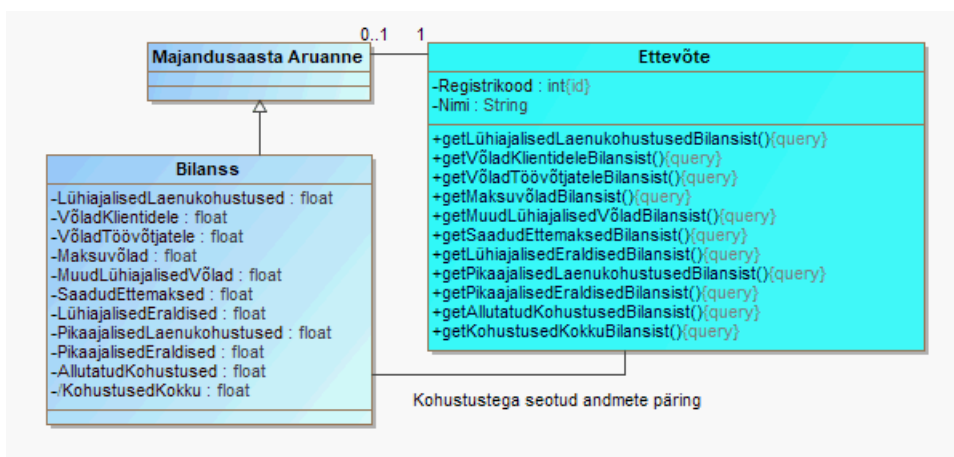 0..1
1
Majandusaasta Aruanne
Ettevõte
-Registrikood : int{id}
-Nimi : String
+getLühiajalisedLaenukohustusedBilansist(){query}
+getVõladKlientideleBilansist(){query}
+getVõladTöövõtjateleBilansist(){query}
+getMaksuvõladBilansist(){query}
+getMuudLühiajalisedVõladBilansist(){query}
+getSaadudEttemaksedBilansist(){query}
+getLühiajalisedEraldisedBilansist(){query}
+getPikaajalisedLaenukohustusedBilansist(){query}
+getPikaajalisedEraldisedBilansist(){query}
+getAllutatudKohustusedBilansist(){query}
+getKohustusedKokkuBilansist(){query}
Bilanss
-LühiajalisedLaenukohustused : float
-VõladKlientidele : float
-VõladTöövõtjatele : float
-Maksuvõlad : float
-MuudLühiajalisedVõlad : float
-SaadudEttemaksed : float
-LühiajalisedEraldised : float
-PikaajalisedLaenukohustused : float
-PikaajalisedEraldised : float
-AllutatudKohustused : float
-/KohustusedKokku : float
Kohustustega seotud andmete päring